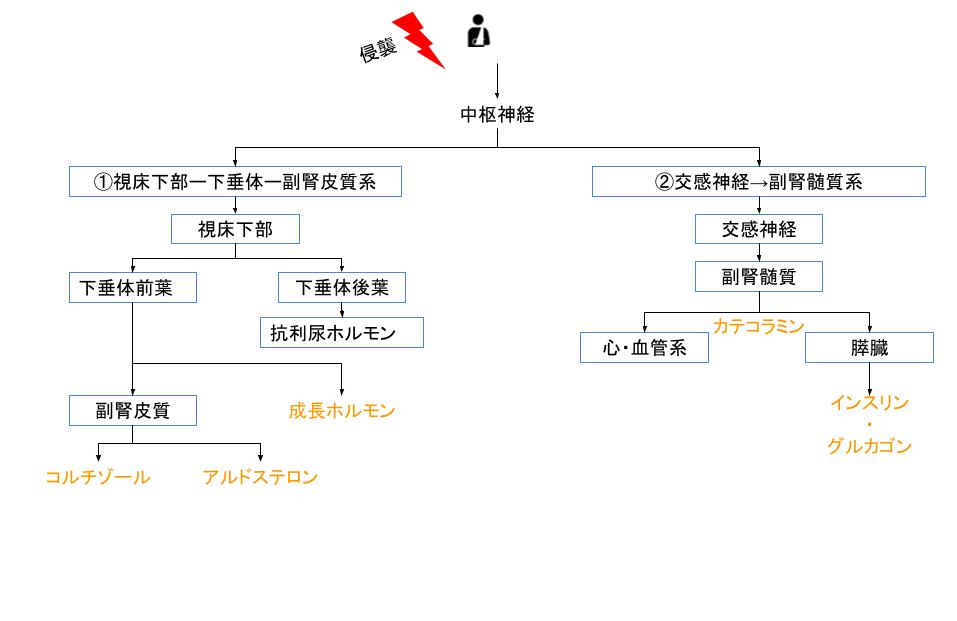 侵襲
中枢神経
①視床下部ー下垂体ー副腎皮質系
②交感神経→副腎髄質系
視床下部
交感神経
下垂体前葉
下垂体後葉
副腎髄質
抗利尿ホルモン
カテコラミン
心・血管系
膵臓
副腎皮質
成長ホルモン
インスリン
・
グルカゴン
コルチゾール
アルドステロン